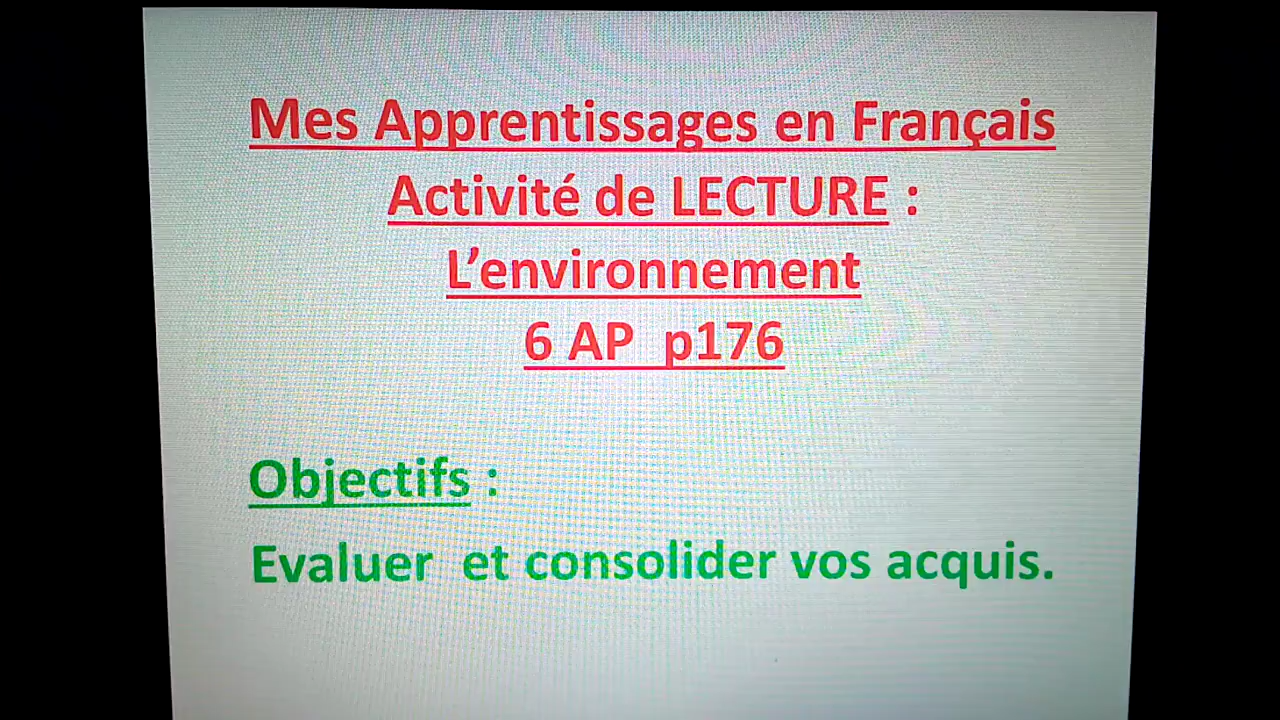 Mes Apprentissages en Français
Activité de LECTURE :
L’environnement
6 AP p176
Objectifs :
Evaluer et consolider vos acquis.